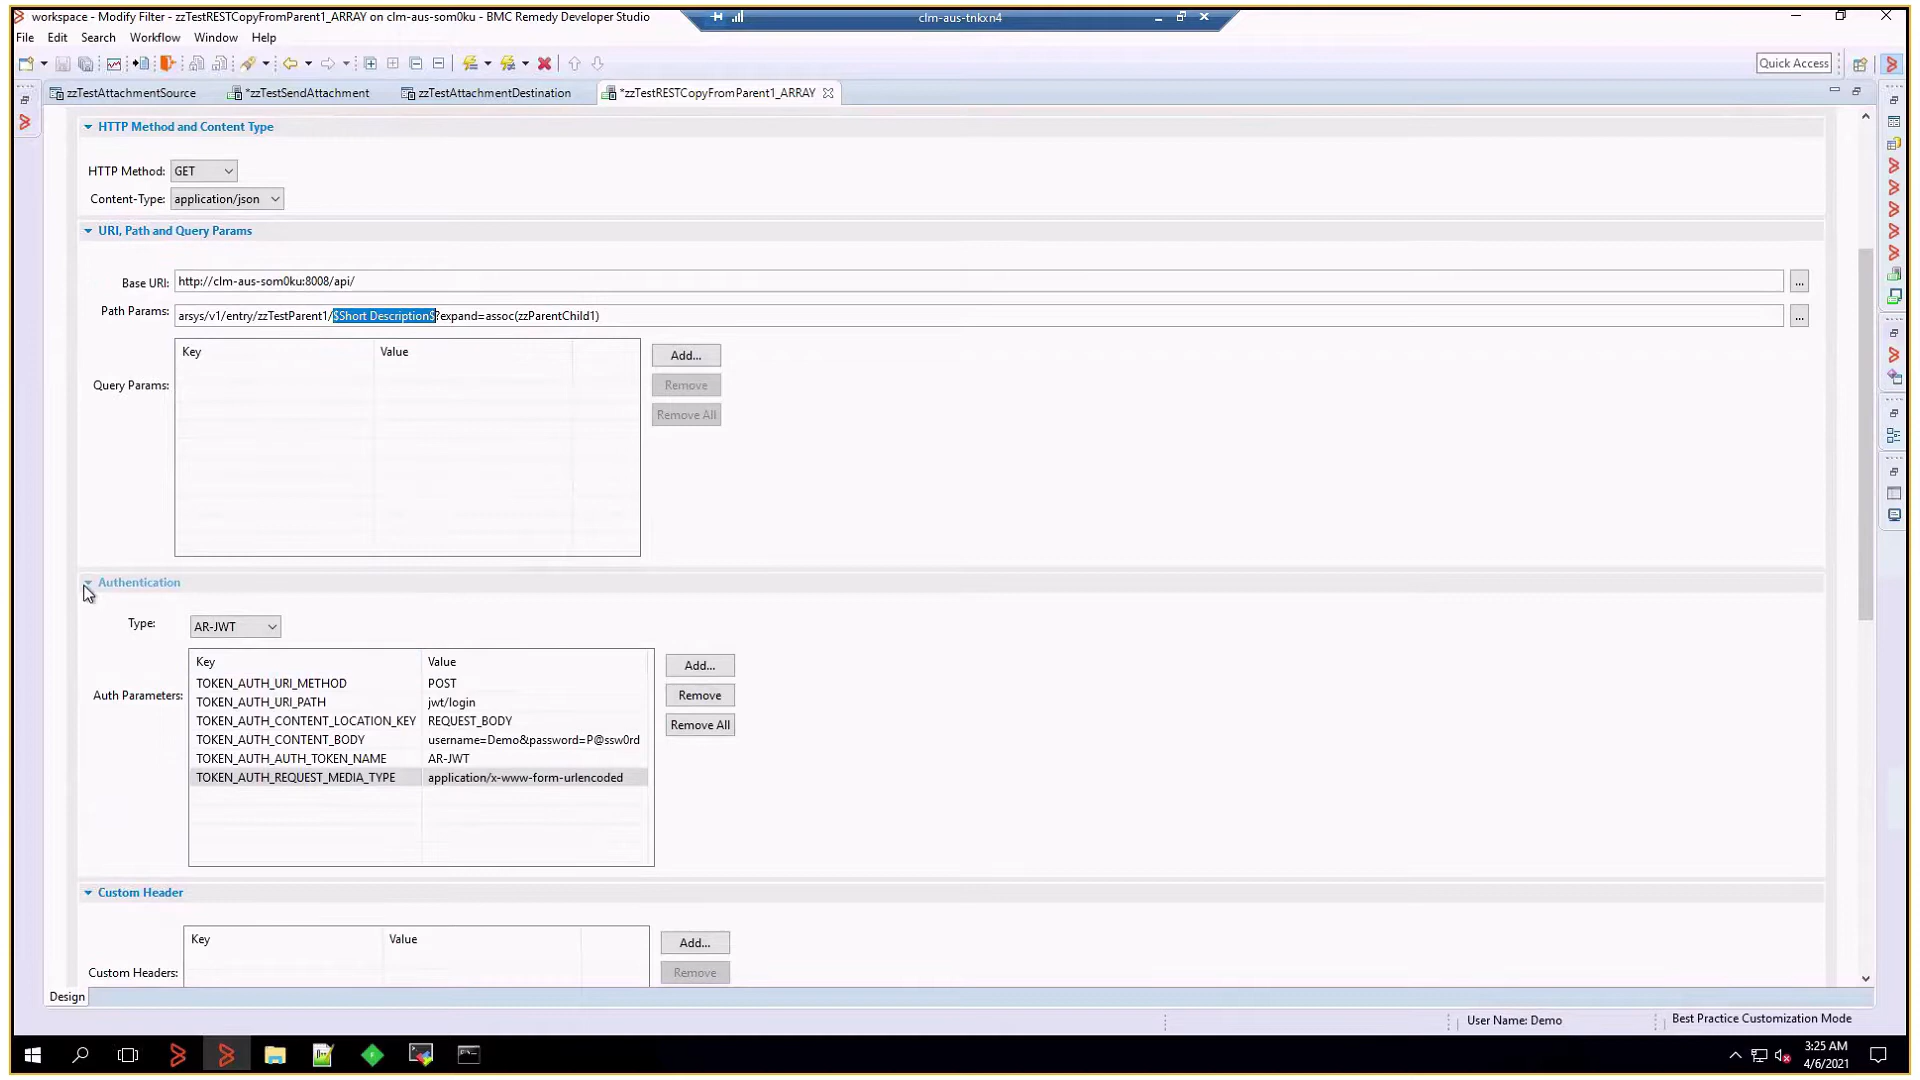 workspace - Modify Filter - zzTestRESTCopyFromParent1_ARRAY on clm-aus-som0ku - BMC Remedy Developer Studio
clm-aus-tnkxn4
File Edit Search Workflow Window Help
Quick Access
zzTestAttachmentSource
*zzTestSendAttachment
zzTestAttachmentDestination
*zzTestRESTCopyFromParent1_ARRAY
HTTP Method and Content Type
HTTP Method: GET
Content-Type: application/json
URI, Path and Query Params
Base URI: http://clm-aus-som0ku:8008/api/ ...
Path Params: arsys/v1/entry/zzTestParent1/$Short Description$?expand=assoc(zzParentChild1) ...
Key Value
Add...
Query Params:
Remove
Remove All
Authentication
Type: AR-JWT
Key Value
Add...
TOKEN_AUTH_URI_METHOD POST
Auth Parameters:
Remove
TOKEN_AUTH_URI_PATH jwt/login
TOKEN_AUTH_CONTENT_LOCATION_KEY REQUEST_BODY
Remove All
TOKEN_AUTH_CONTENT_BODY username=Demo&password=P@ssw0rd
TOKEN_AUTH_AUTH_TOKEN_NAME AR-JWT
TOKEN_AUTH_REQUEST_MEDIA_TYPE application/x-www-form-urlencoded
Custom Header
Key Value
Add...
Custom Headers:
Remove
Design
User Name: Demo
Best Practice Customization Mode
3:25 AM
4/6/2021